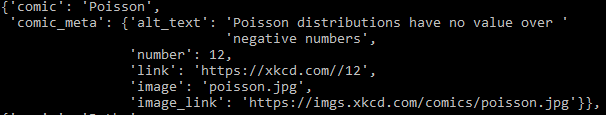 {'comic': 'Poisson',
 'comic_meta': {'alt_text': 'Poisson distributions have no value over '
                            'negative numbers',
                'number': 12,
                'link': 'https://xkcd.com//12',
                'image': 'poisson.jpg',
                'image_link': 'https://imgs.xkcd.com/comics/poisson.jpg'}},